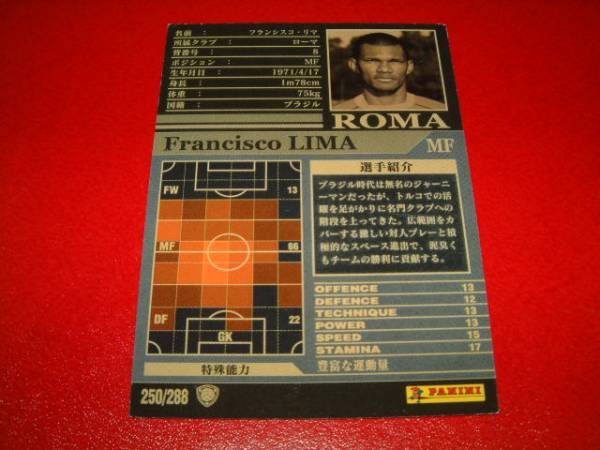 名前 : フランシスコ・リマ
所属クラブ : ローマ
背番号 : 8
ポジション : MF
生年月日 : 1971/4/17
身長 : 1m78cm
体重 : 75kg
国籍 : ブラジル
ROMA
Francisco LIMA
MF
FW 13
MF 66
DF 22
GK
選手紹介
ブラジル時代は無名のジャーニ
ーマンだったが、トルコでの活
躍を足がかりに名門クラブへの
階段を上ってきた。広範囲をカ
バーする激しい対人プレーと積
極的なスペース進出で、泥臭く
もチームの勝利に貢献する。
OFFENCE 13
DEFENCE 12
TECHNIQUE 13
POWER 13
SPEED 15
STAMINA 17
特殊能力
豊富な運動量
250/288
PANINI